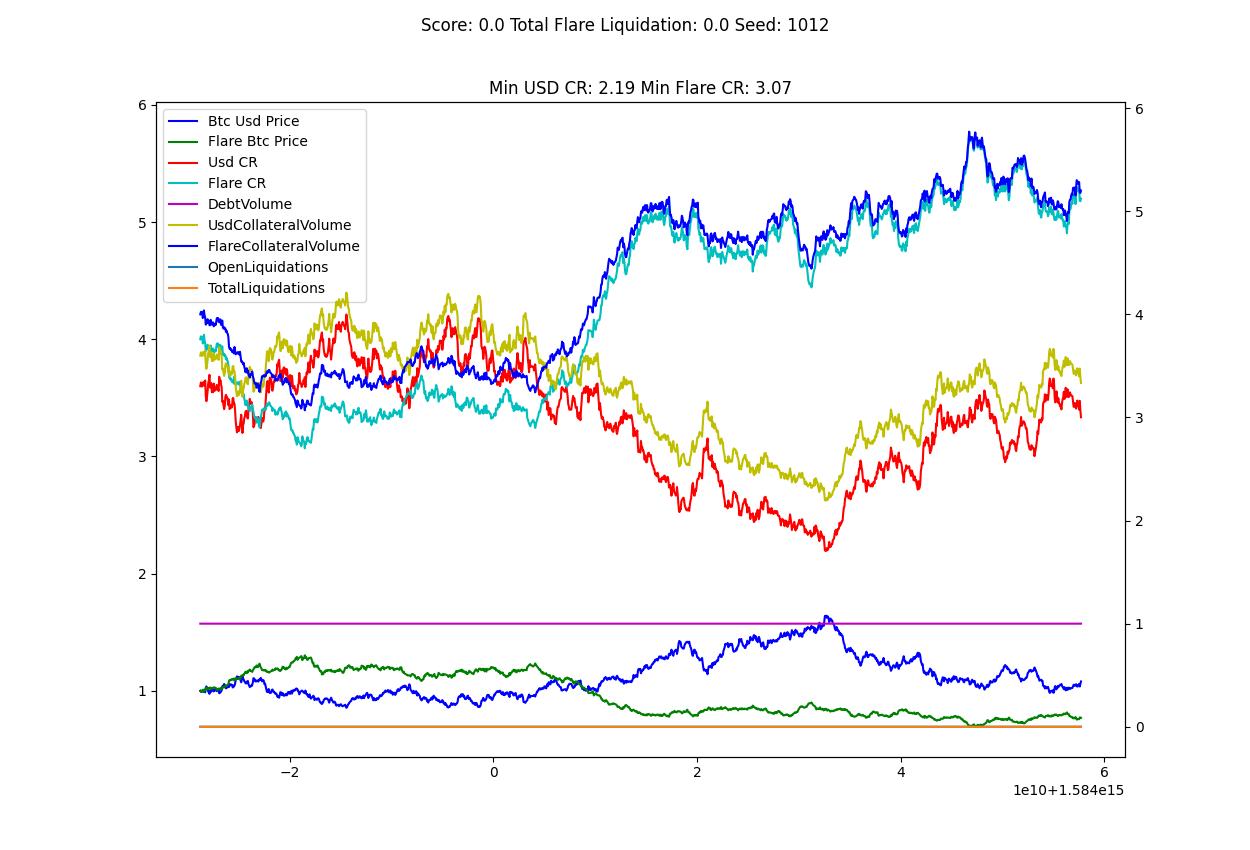 Score: 0.0 Total Flare Liquidation: 0.0 Seed: 1012
Min USD CR: 2.19 Min Flare CR: 3.07
Btc Usd Price
Flare Btc Price
Usd CR
Flare CR
DebtVolume
UsdCollateralVolume
FlareCollateralVolume
OpenLiquidations
TotalLiquidations
6
5
4
3
2
1
6
5
4
3
2
1
0
−2
0
2
4
6
1e10+1.584e15